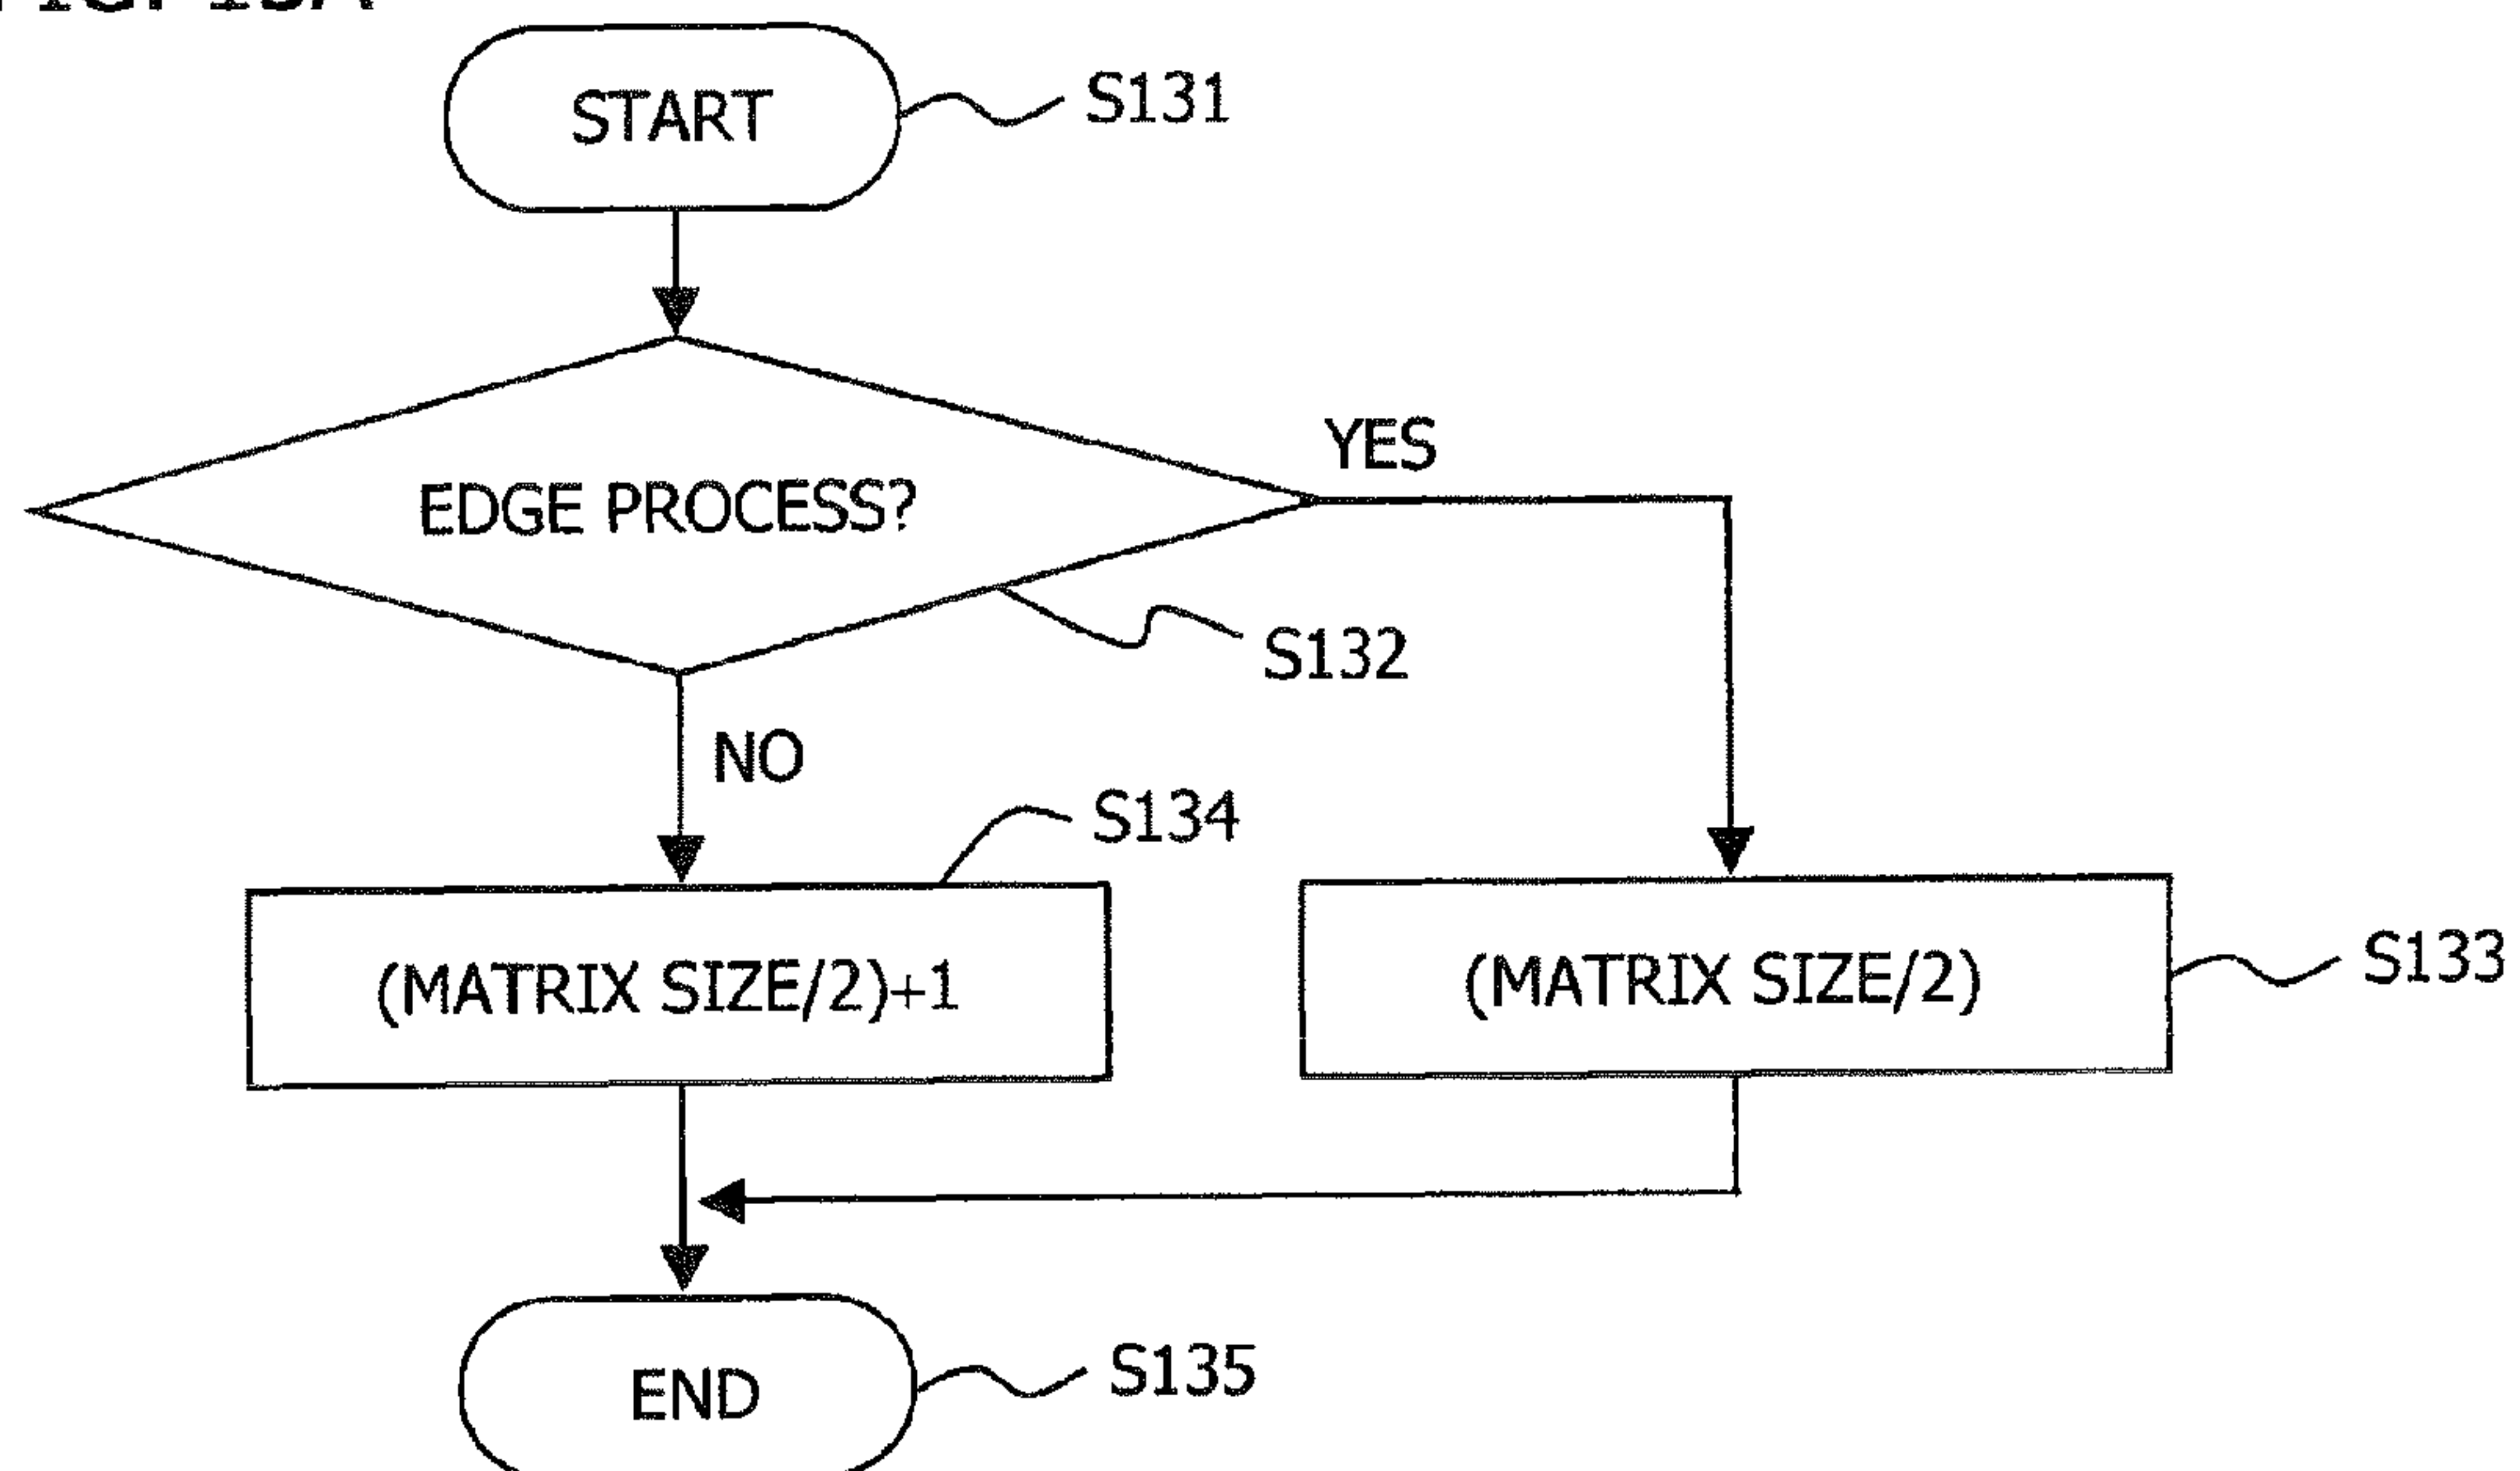 START
S131
EDGE PROCESS?
YES
S132
NO
S134
(MATRIX SIZE/2)+1
(MATRIX SIZE/2)
S133
END
S135